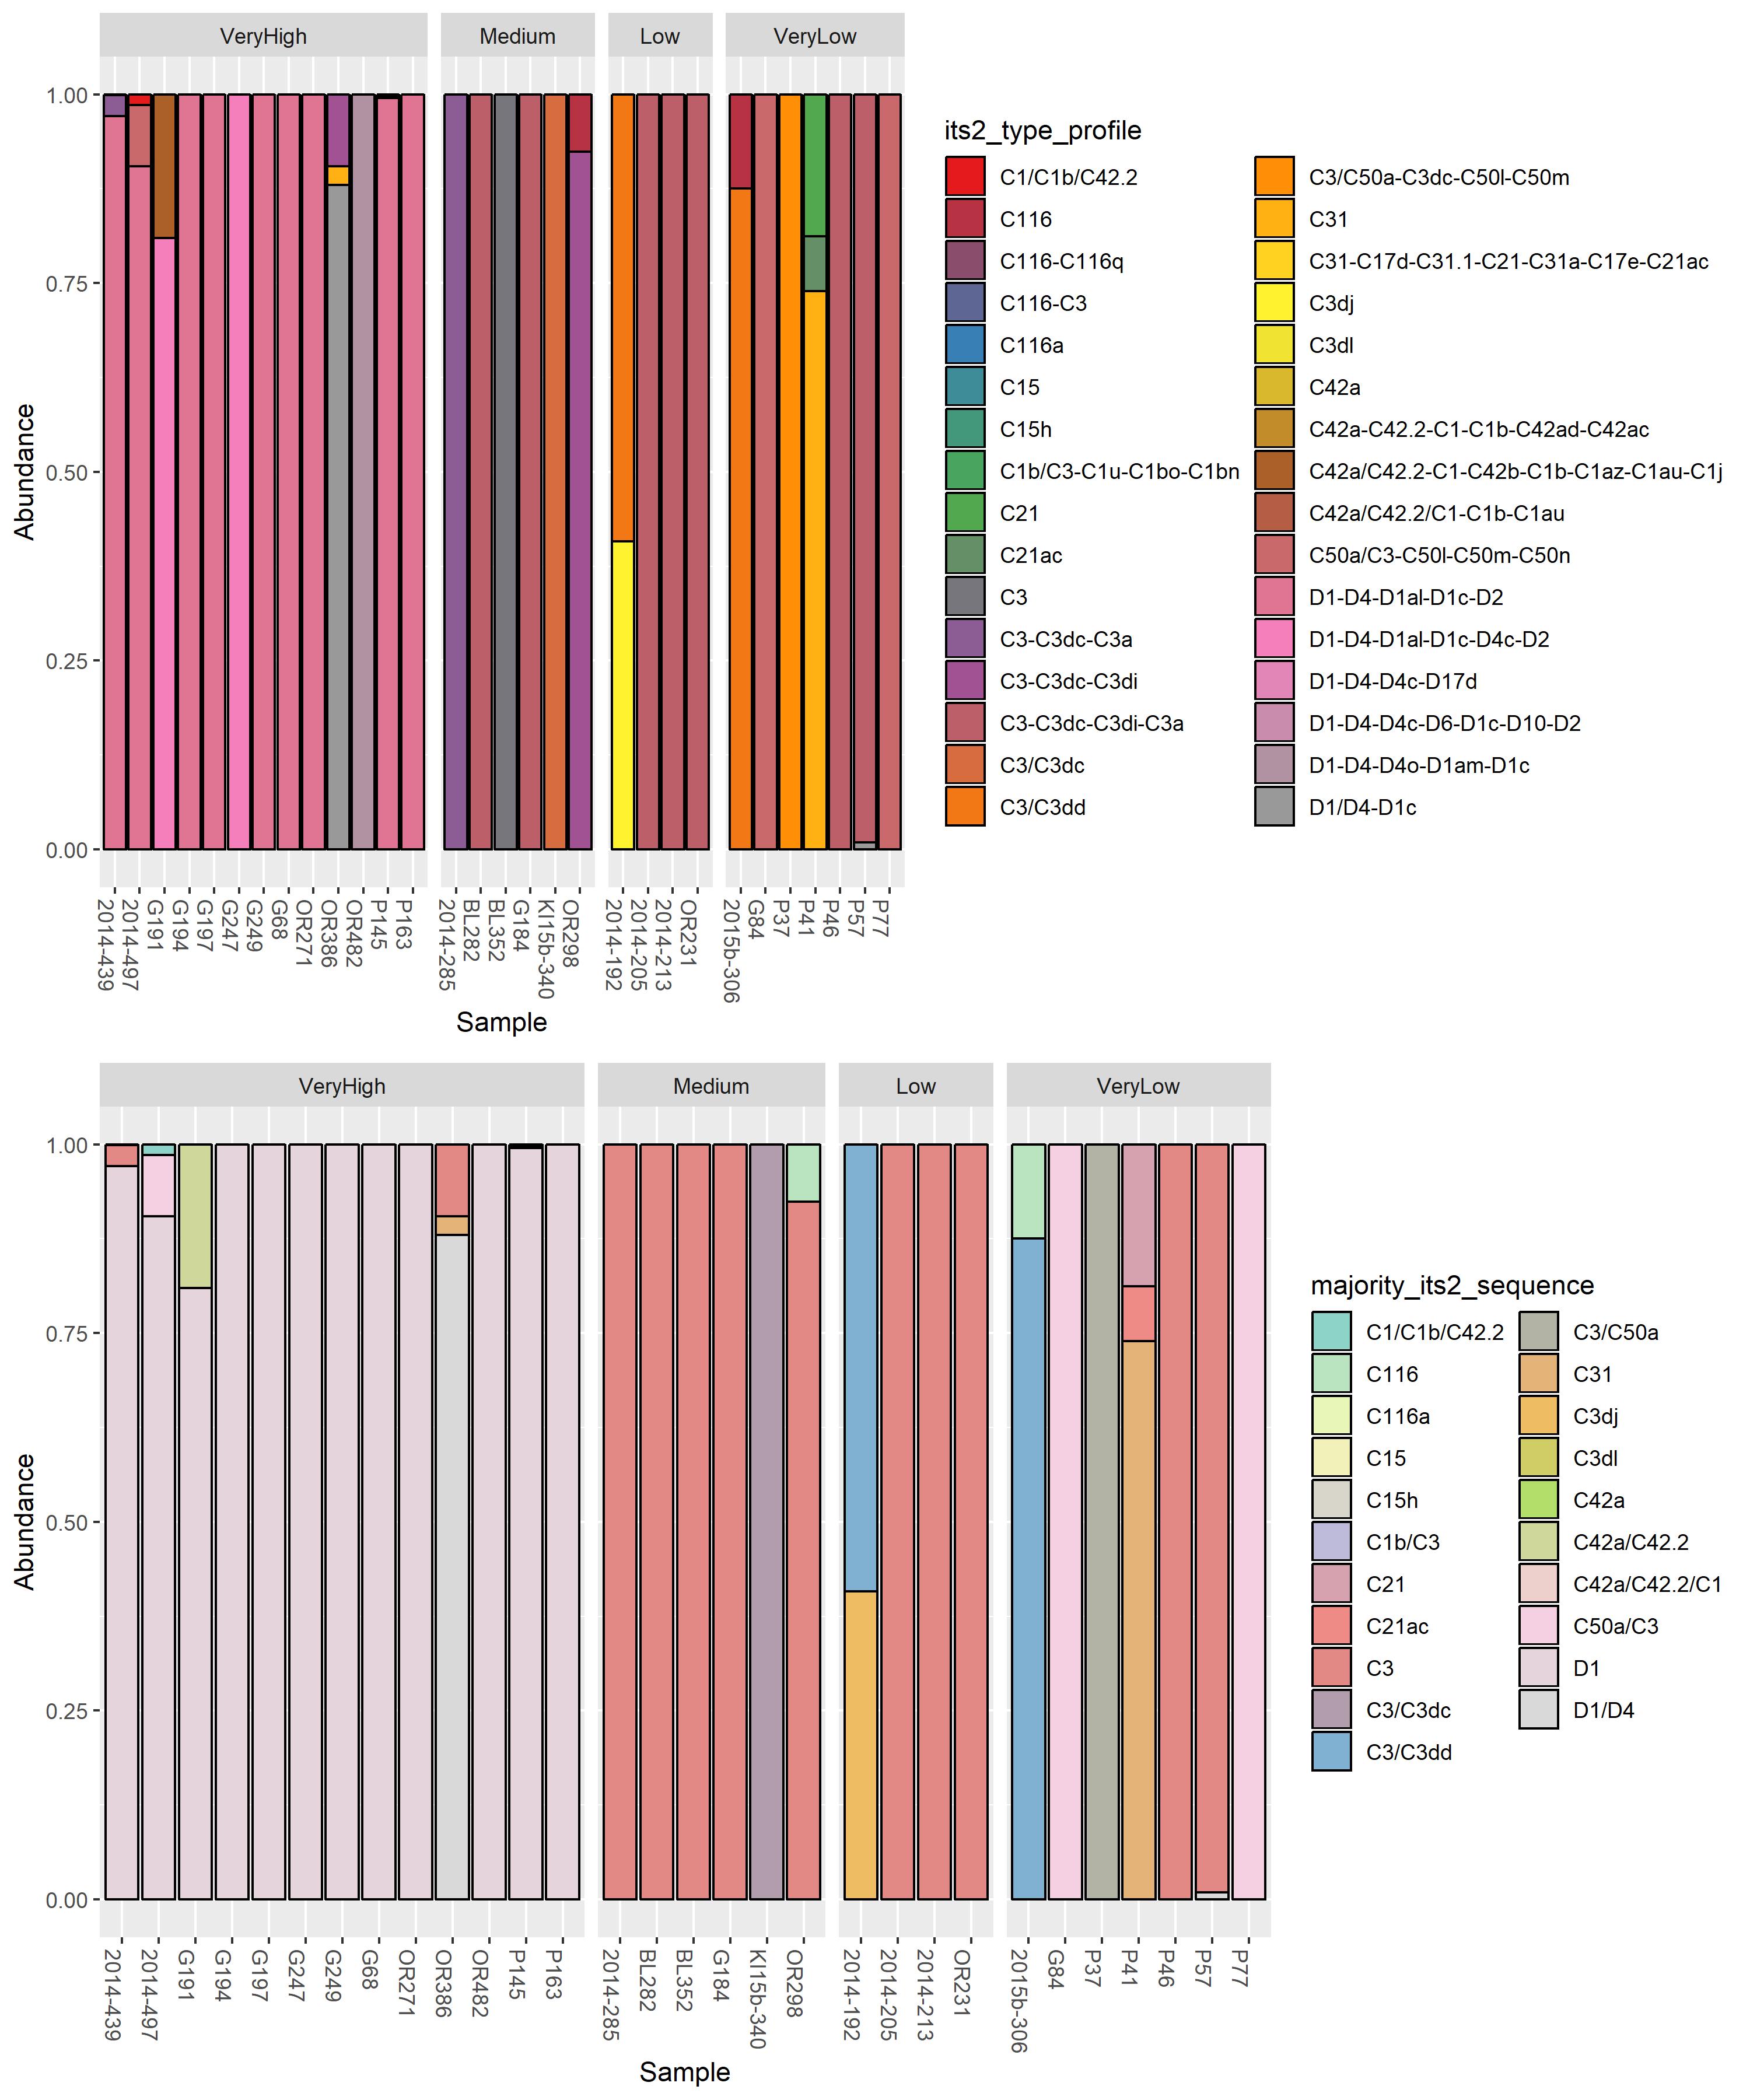 VeryHigh
Medium
Low
VeryLow
Abundance
1.00
0.75
0.50
0.25
0.00
2014-439
2014-497
G191
G194
G197
G247
G249
G68
OR271
OR386
OR482
P145
P163
2014-285
BL282
BL352
G184
KI15b-340
OR298
2014-192
2014-205
2014-213
OR231
2015b-306
G84
P37
P41
P46
P57
P77
Sample
its2_type_profile
C1/C1b/C42.2
C116
C116-C116q
C116-C3
C116a
C15
C15h
C1b/C3-C1u-C1bo-C1bn
C21
C21ac
C3
C3-C3dc-C3a
C3-C3dc-C3di
C3-C3dc-C3di-C3a
C3/C3dc
C3/C3dd
C3/C50a-C3dc-C50l-C50m
C31
C31-C17d-C31.1-C21-C31a-C17e-C21ac
C3dj
C3dl
C42a
C42a-C42.2-C1-C1b-C42ad-C42ac
C42a/C42.2-C1-C42b-C1b-C1az-C1au-C1j
C42a/C42.2/C1-C1b-C1au
C50a/C3-C50l-C50m-C50n
D1-D4-D1al-D1c-D2
D1-D4-D1al-D1c-D4c-D2
D1-D4-D4c-D17d
D1-D4-D4c-D6-D1c-D10-D2
D1-D4-D4o-D1am-D1c
D1/D4-D1c
VeryHigh
Medium
Low
VeryLow
Abundance
1.00
0.75
0.50
0.25
0.00
2014-439
2014-497
G191
G194
G197
G247
G249
G68
OR271
OR386
OR482
P145
P163
2014-285
BL282
BL352
G184
KI15b-340
OR298
2014-192
2014-205
2014-213
OR231
2015b-306
G84
P37
P41
P46
P57
P77
Sample
majority_its2_sequence
C1/C1b/C42.2
C116
C116a
C15
C15h
C1b/C3
C21
C21ac
C3
C3/C3dc
C3/C3dd
C3/C50a
C31
C3dj
C3dl
C42a
C42a/C42.2
C42a/C42.2/C1
C50a/C3
D1
D1/D4